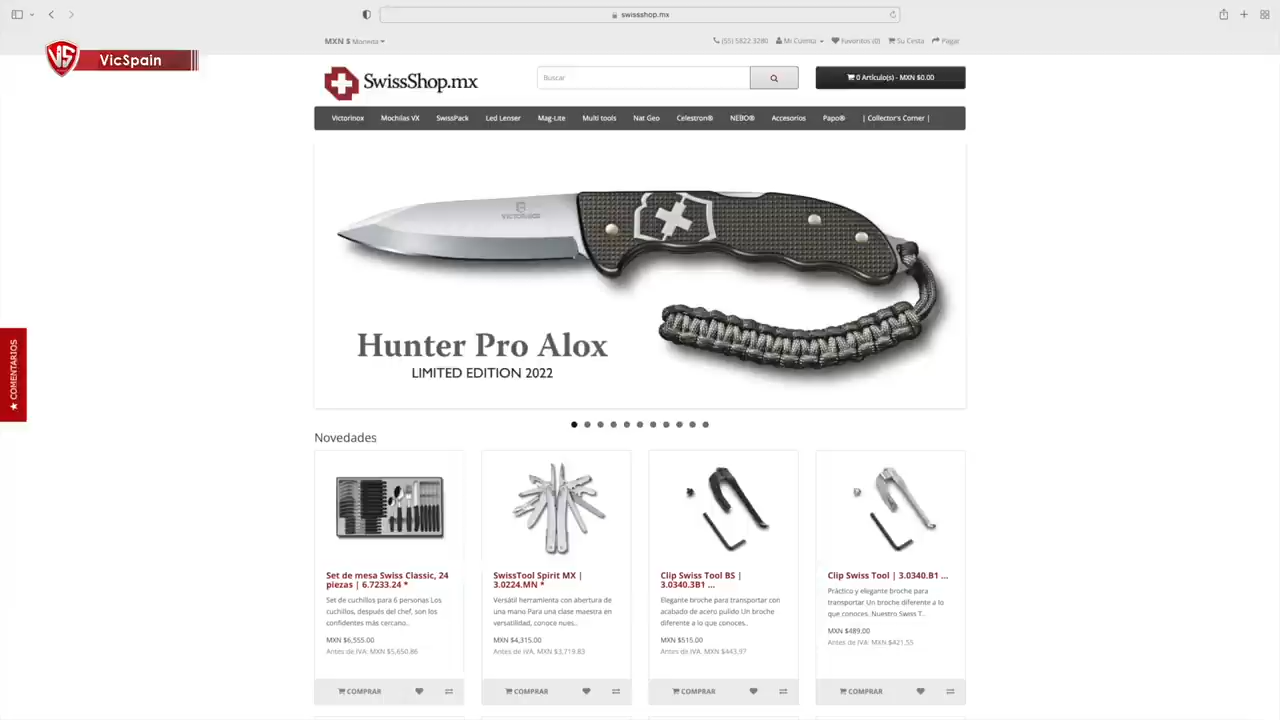 swissshop.mx
VicSpain
MXN $ Moneda
(55) 5822 3280 Mi Cuenta Favoritos (0) Su Cesta Pagar
SwissShop.mx
Buscar
0 Artículo(s) - MXN $0.00
Victorinox Mochilas VX SwissPack Led Lenser Mag-Lite Multi tools Nat Geo Celestron® NEBO® Accesorios Papo® | Collector's Corner |
VICTORINOX
Hunter Pro Alox
LIMITED EDITION 2022
★ COMENTARIOS
Novedades
Set de mesa Swiss Classic, 24
piezas | 6.7233.24 *
Set de cuchillos para 6 personas Los
cuchillos, después del chef, son los
confidentes más cercano..
MXN $6,555.00
Antes de IVA: MXN $5,650.86
COMPRAR
SwissTool Spirit MX |
3.0224.MN *
Versátil herramienta con abertura de
una mano Para una clase maestra en
versatilidad, conoce nues..
MXN $4,315.00
Antes de IVA: MXN $3,719.83
COMPRAR
Clip Swiss Tool BS |
3.0340.3B1 ...
Elegante broche para transportar con
acabado de acero pulido Un broche
diferente a lo que conoces..
MXN $515.00
Antes de IVA: MXN $443.97
COMPRAR
Clip Swiss Tool | 3.0340.B1 ...
Práctico y elegante broche para
transportar Un broche diferente a lo
que conoces. Nuestro Swiss T..
MXN $489.00
Antes de IVA: MXN $421.55
COMPRAR